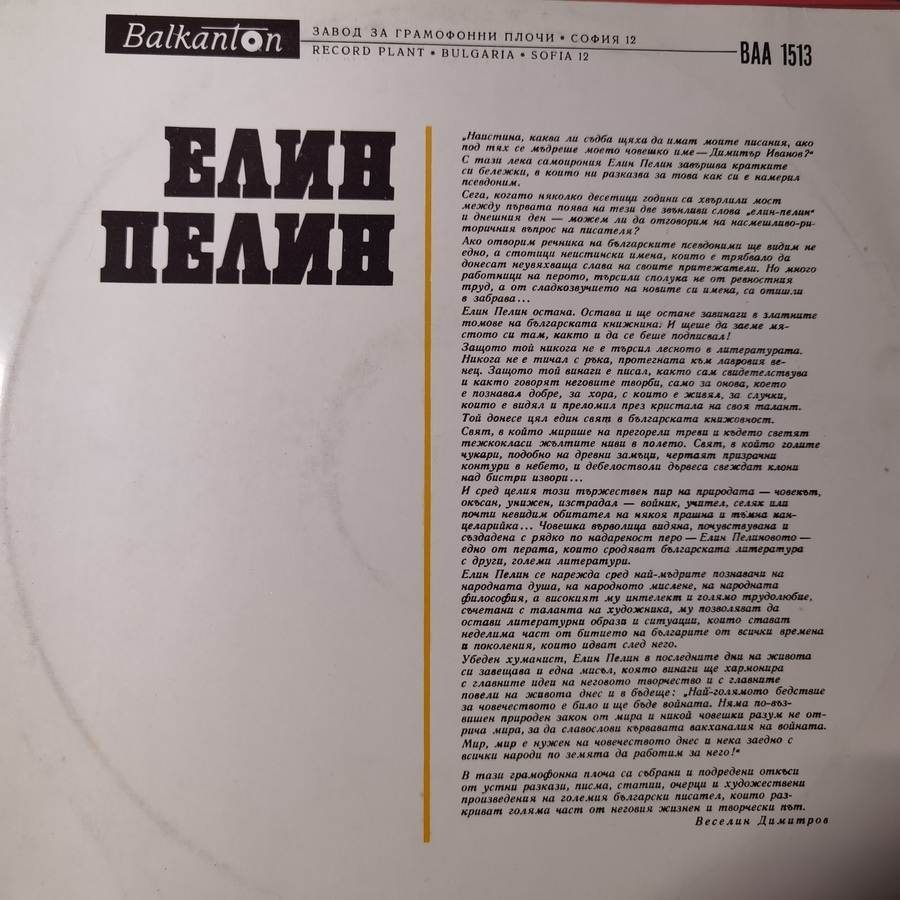 Balkanton
ЗАВОД ЗА ГРАМОФОННИ ПЛОЧИ • СОФИЯ 12
RECORD PLANT • BULGARIA • SOFIA 12
ВАА 1513
ЕЛИН
ПЕЛИН
„Наистина, каква ли съдба щяха да имат моите писания, ако
под тях се мъдреше моето човешко име — Димитър Иванов?“
С тази лека самоирония Елин Пелин завършва кратките
си бележки, в които ни разказва за това как си е намерил
псевдоним.
Сега, когато няколко десетици години са хвърлили мост
между първата поява на тези две звънливи слова „елин-пелин“
и днешния ден — можем ли да отговорим на насмешливо-ри-
торичния въпрос на писателя?
Ако отворим речника на българските псевдоними ще видим не
едно, а стотици неистински имена, които е трябвало да
донесат неувяхваща слава на своите притежатели. Но много
работници на перото, търсили сполука не от ревностния
труд, а от сладкозвучието на новите си имена, са отишли
в забрава...
Елин Пелин остана. Остава и ще остане завинаги в златните
томове на българската книжнина: И щеше да заеме мя-
стото си там, както и да се беше подписвал!
Защото той никога не е търсил лесното в литературата.
Никога не е тичал с ръка, протегната към лавровия ве-
нец. Защото той винаги е писал, както сам свидетелствува
и както говорят неговите творби, само за онова, което
е познавал добре, за хора, с които е живял, за случки,
които е видял и преломил през кристала на своя талант.
Той донесе цял един свят в българската книжовност.
Свят, в който мирише на прегорели треви и където светят
тежкокласи жълтите ниви в полето. Свят, в който голите
чукари, подобно на древни замъци, чертаят призрачни
контури в небето, и дебелостволи дървеса свеждат клони
над бистри извори...
И сред целия този тържествен пир на природата — човекът,
окъсан, унижен, изстрадал — войник, учител, селяк или
почти невидим обитател на някоя прашна и тъмна кан-
целарийка... Човешка върволица видяна, почувствувана и
създадена с рядко по надареност перо — Елин Пелиновото —
едно от перата, които сродяват българската литература
с други, големи литератури.
Елин Пелин се нарежда сред най-мъдрите познавачи на
народната душа, на народното мислене, на народната
философия, а високият му интелект и голямо трудолюбие,
съчетани с таланта на художника, му позволяват да
остави литературни образи и ситуации, които стават
неделима част от битието на българите от всички времена
и поколения, които идват след него.
Убеден хуманист, Елин Пелин в последните дни на живота
си завещава и една мисъл, която винаги ще хармонира
с главните идеи на неговото творчество и с главните
повели на живота днес и в бъдеще: „Най-голямото бедствие
за човечеството е било и ще бъде войната. Няма по-въз-
вишен природен закон от мира и никой човешки разум не от-
рича мира, за да славослови кървавата вакханалия на войната.
Мир, мир е нужен на човечеството днес и нека заедно с
всички народи по земята да работим за него!“
В тази грамофонна плоча са събрани и подредени откъси
от устни разкази, писма, статии, очерци и художествени
произведения на големия български писател, които раз-
криват голяма част от неговия жизнен и творчески път.
Веселин Димитров